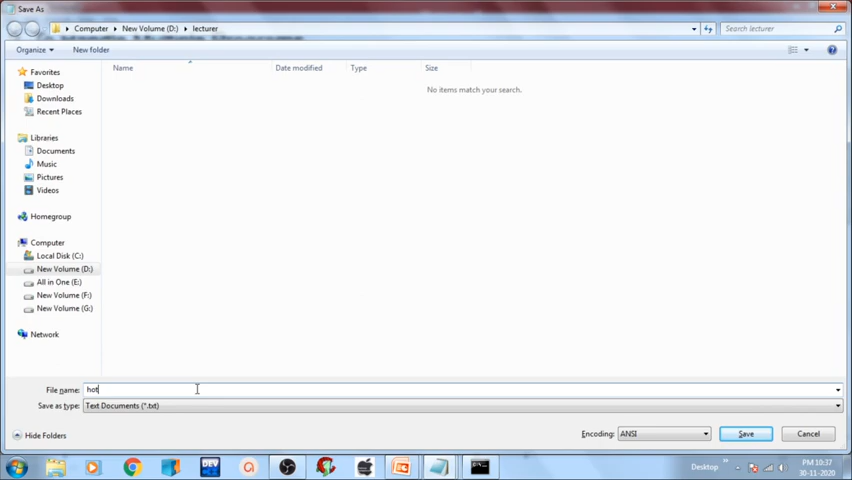 Save As
Computer ▸ New Volume (D:) ▸ lecturer
Search lecturer
Organize
New folder
Name
Date modified
Type
Size
No items match your search.
Favorites
Desktop
Downloads
Recent Places
Libraries
Documents
Music
Pictures
Videos
Homegroup
Computer
Local Disk (C:)
New Volume (D:)
All in One (E:)
New Volume (F:)
New Volume (G:)
Network
File name: hot
Save as type: Text Documents (*.txt)
Hide Folders
Encoding: ANSI
Save
Cancel
DEV
Desktop
PM 10:37
30-11-2020